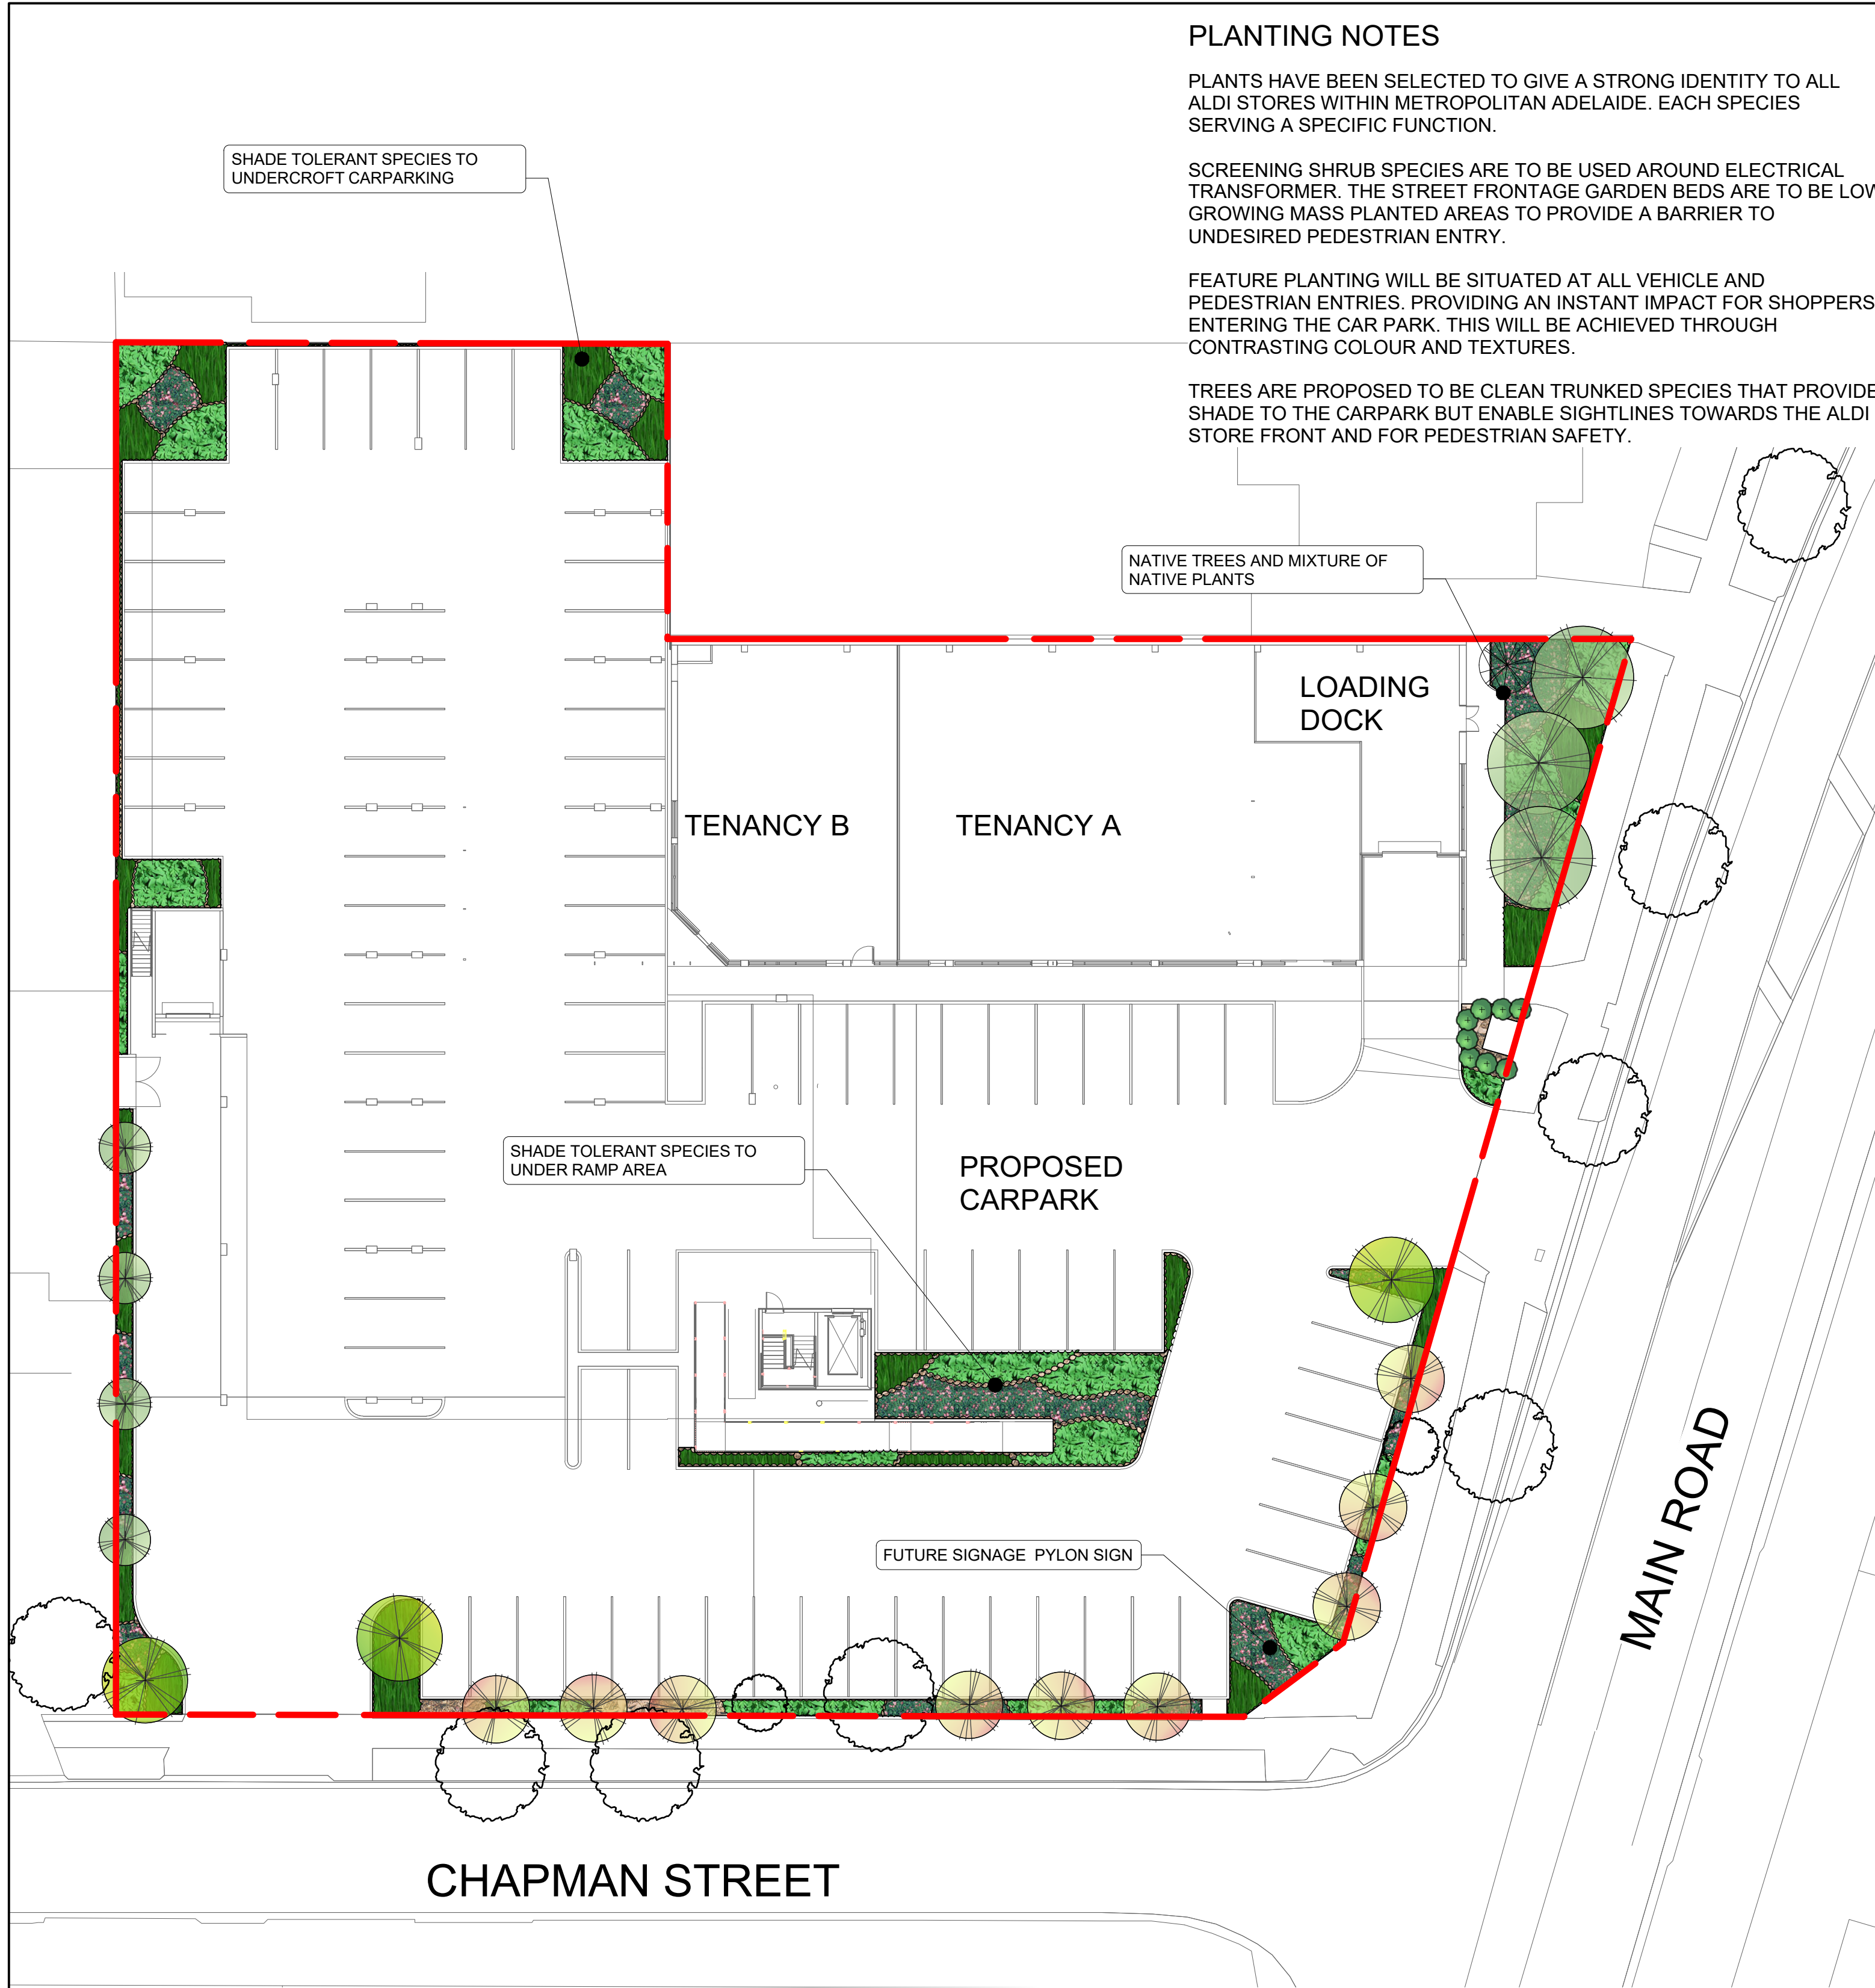 PLANTING NOTES
PLANTS HAVE BEEN SELECTED TO GIVE A STRONG IDENTITY TO ALL
ALDI STORES WITHIN METROPOLITAN ADELAIDE. EACH SPECIES
SERVING A SPECIFIC FUNCTION.
SCREENING SHRUB SPECIES ARE TO BE USED AROUND ELECTRICAL
TRANSFORMER. THE STREET FRONTAGE GARDEN BEDS ARE TO BE LOW
GROWING MASS PLANTED AREAS TO PROVIDE A BARRIER TO
UNDESIRED PEDESTRIAN ENTRY.
FEATURE PLANTING WILL BE SITUATED AT ALL VEHICLE AND
PEDESTRIAN ENTRIES. PROVIDING AN INSTANT IMPACT FOR SHOPPERS
ENTERING THE CAR PARK. THIS WILL BE ACHIEVED THROUGH
CONTRASTING COLOUR AND TEXTURES.
TREES ARE PROPOSED TO BE CLEAN TRUNKED SPECIES THAT PROVIDE
SHADE TO THE CARPARK BUT ENABLE SIGHTLINES TOWARDS THE ALDI
STORE FRONT AND FOR PEDESTRIAN SAFETY.
SHADE TOLERANT SPECIES TO
UNDERCROFT CARPARKING
NATIVE TREES AND MIXTURE OF
NATIVE PLANTS
LOADING
DOCK
TENANCY B
TENANCY A
SHADE TOLERANT SPECIES TO
UNDER RAMP AREA
PROPOSED
CARPARK
FUTURE SIGNAGE PYLON SIGN
MAIN ROAD
CHAPMAN STREET